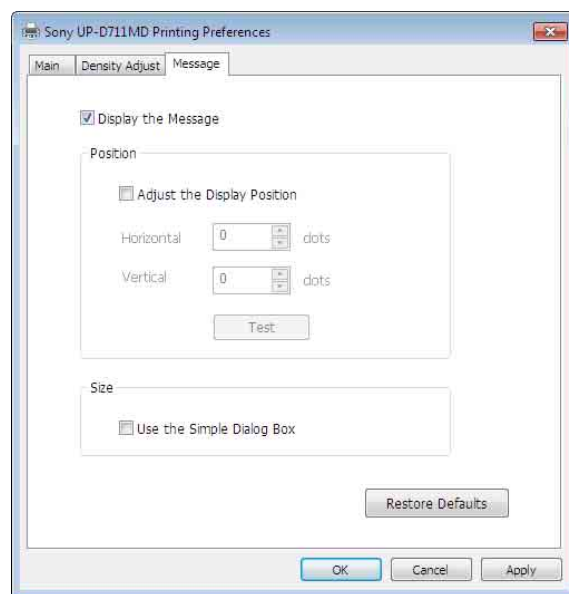 Sony UP-D711MD Printing Preferences
Main Density Adjust Message
Display the Message
Position
Adjust the Display Position
Horizontal 0 dots
Vertical 0 dots
Test
Size
Use the Simple Dialog Box
Restore Defaults
OK Cancel Apply